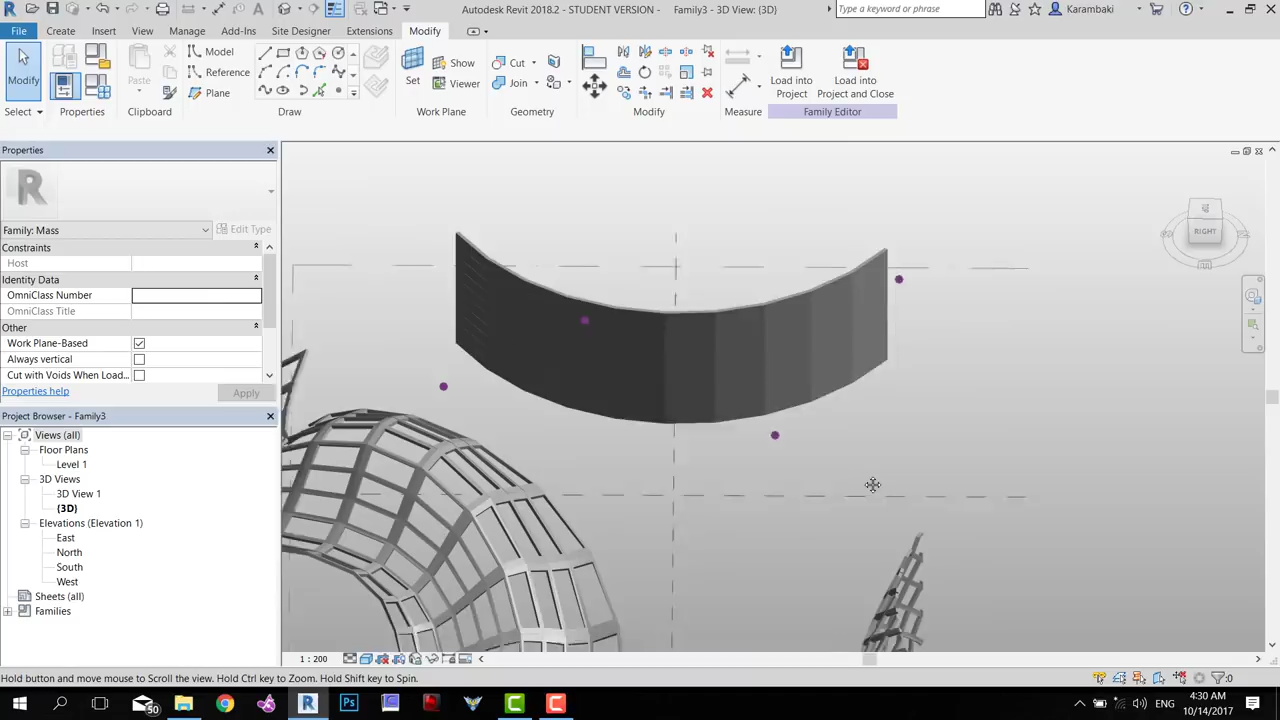 Autodesk Revit 2018.2 - STUDENT VERSION - Family3 - 3D View: {3D}
Type a keyword or phrase
Karambaki
File Create Insert View Manage Add-Ins Site Designer Extensions Modify
Modify
Paste
Model
Reference
Plane
Set
Show
Viewer
Cut
Join
Load into Project
Load into Project and Close
Select
Properties
Clipboard
Draw
Work Plane
Geometry
Modify
Measure
Family Editor
Properties
Family: Mass
Edit Type
Constraints
Host
Identity Data
OmniClass Number
OmniClass Title
Other
Work Plane-Based
Always vertical
Cut with Voids When Load...
Properties help
Apply
Project Browser - Family3
Views (all)
Floor Plans
Level 1
3D Views
3D View 1
{3D}
Elevations (Elevation 1)
East
North
South
West
Sheets (all)
Families
RIGHT
1 : 200
Hold button and move mouse to Scroll the view. Hold Ctrl key to Zoom. Hold Shift key to Spin.
:0
50
ENG
4:30 AM
10/14/2017